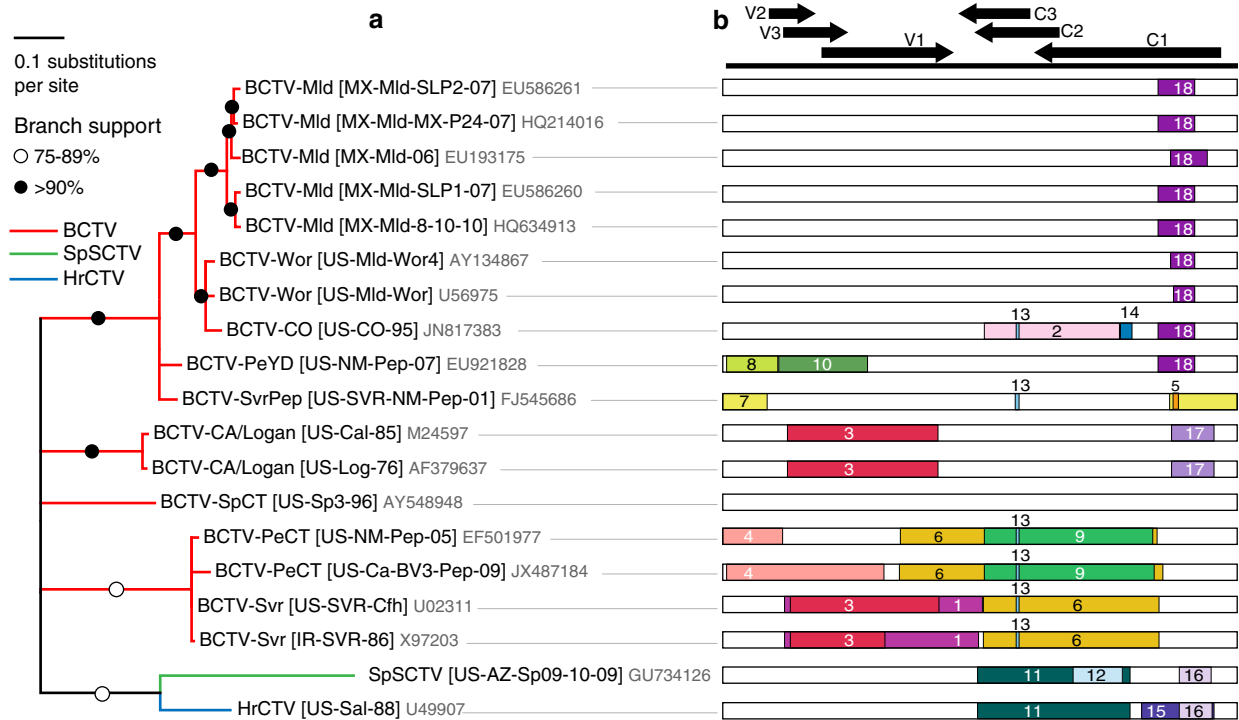 a
b
V2
C3
V3
C2
V1
C1
0.1 substitutions
per site
Branch support
75-89%
>90%
BCTV
SpSCTV
HrCTV
BCTV-Mld [MX-Mld-SLP2-07] EU586261 18
BCTV-Mld [MX-Mld-MX-P24-07] HQ214016 18
BCTV-Mld [MX-Mld-06] EU193175 18
BCTV-Mld [MX-Mld-SLP1-07] EU586260 18
BCTV-Mld [MX-Mld-8-10-10] HQ634913 18
BCTV-Wor [US-Mld-Wor4] AY134867 18
BCTV-Wor [US-Mld-Wor] U56975 18
13 14
BCTV-CO [US-CO-95] JN817383 2 18
BCTV-PeYD [US-NM-Pep-07] EU921828 8 10 18
13 5
BCTV-SvrPep [US-SVR-NM-Pep-01] FJ545686 7
BCTV-CA/Logan [US-Cal-85] M24597 3 17
BCTV-CA/Logan [US-Log-76] AF379637 3 17
BCTV-SpCT [US-Sp3-96] AY548948
13
BCTV-PeCT [US-NM-Pep-05] EF501977 4 6 9
13
BCTV-PeCT [US-Ca-BV3-Pep-09] JX487184 4 6 9
13
BCTV-Svr [US-SVR-Cfh] U02311 3 1 6
13
BCTV-Svr [IR-SVR-86] X97203 3 1 6
SpSCTV [US-AZ-Sp09-10-09] GU734126 11 12 16
HrCTV [US-Sal-88] U49907 11 15 16